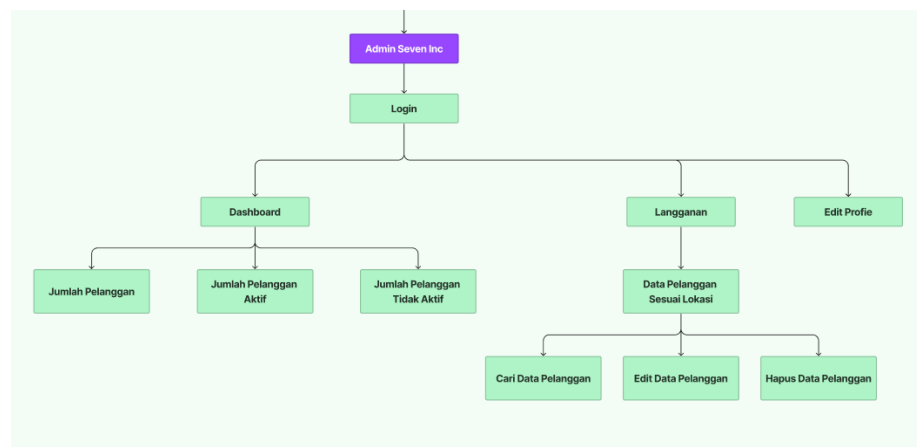 Admin Seven Inc
Login
Dashboard
Langganan
Edit Profie
Jumlah Pelanggan
Jumlah Pelanggan
Aktif
Jumlah Pelanggan
Tidak Aktif
Data Pelanggan
Sesuai Lokasi
Cari Data Pelanggan
Edit Data Pelanggan
Hapus Data Pelanggan